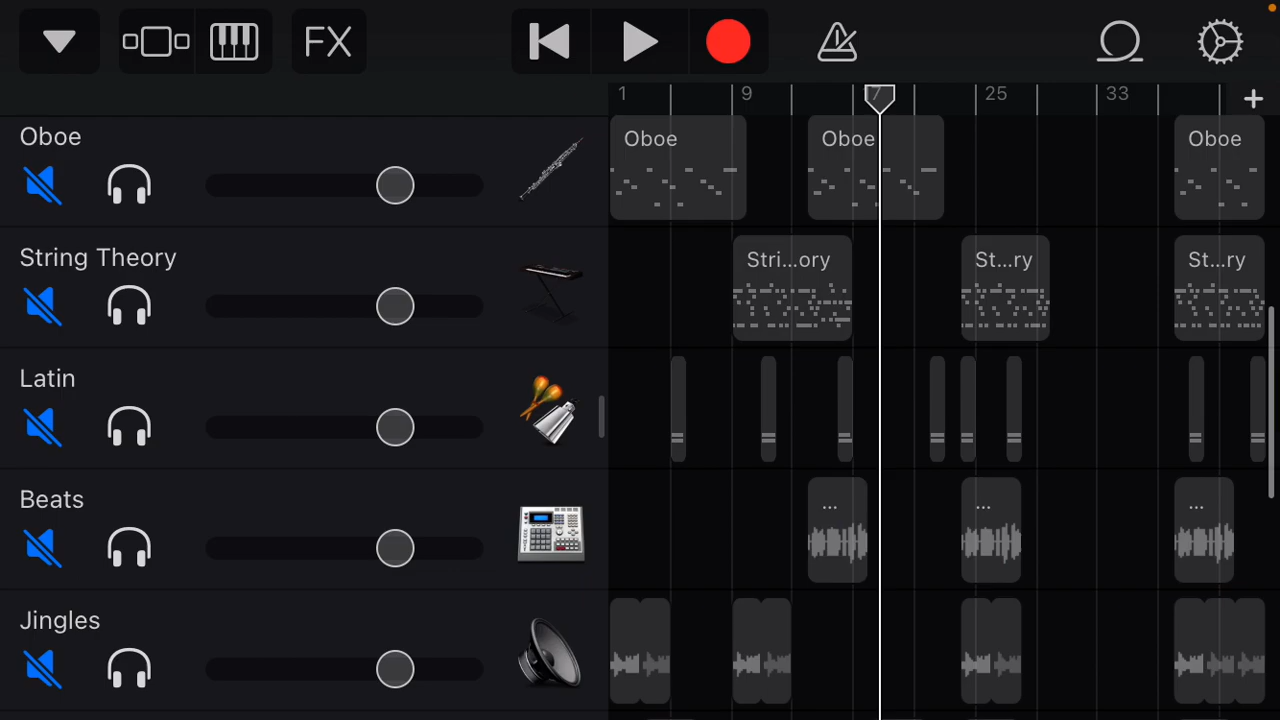 FX
1 9 7 25 33 +
Oboe
Oboe Oboe Oboe
String Theory
Stri...ory St...ry St...ry
Latin
Beats
... ... ...
Jingles